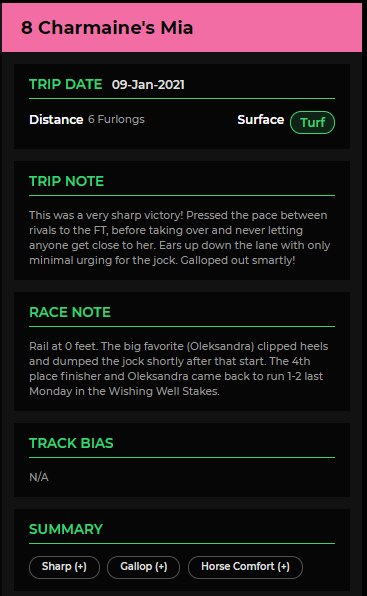 8 Charmaine's Mia
TRIP DATE 09-Jan-2021
Distance 6 Furlongs Surface Turf
TRIP NOTE
This was a very sharp victory! Pressed the pace between
rivals to the FT, before taking over and never letting
anyone get close to her. Ears up down the lane with only
minimal urging for the jock. Galloped out smartly!
RACE NOTE
Rail at 0 feet. The big favorite (Oleksandra) clipped heels
and dumped the jock shortly after that start. The 4th
place finisher and Oleksandra came back to run 1-2 last
Monday in the Wishing Well Stakes.
TRACK BIAS
N/A
SUMMARY
Sharp (+) Gallop (+) Horse Comfort (+)